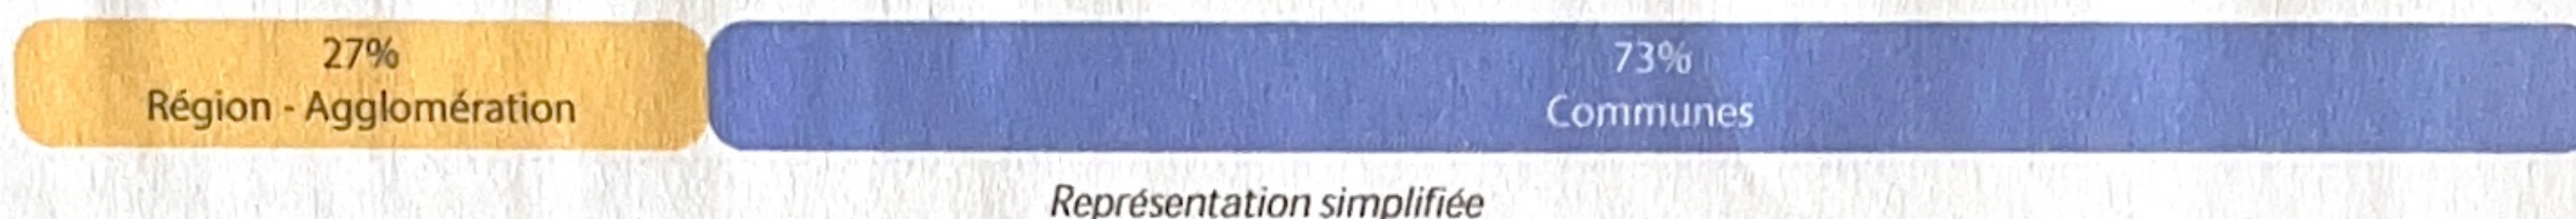 27%
Région - Agglomération
73%
Communes
Représentation simplifiée